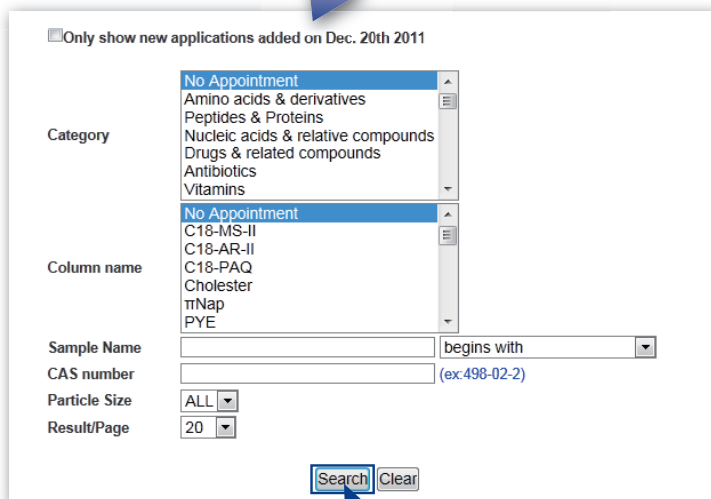 Only show new applications added on Dec. 20th 2011
Category
No Appointment
Amino acids & derivatives
Peptides & Proteins
Nucleic acids & relative compounds
Drugs & related compounds
Antibiotics
Vitamins
Column name
No Appointment
C18-MS-II
C18-AR-II
C18-PAQ
Cholester
πNap
PYE
Sample Name begins with
CAS number (ex:498-02-2)
Particle Size ALL
Result/Page 20
Search Clear